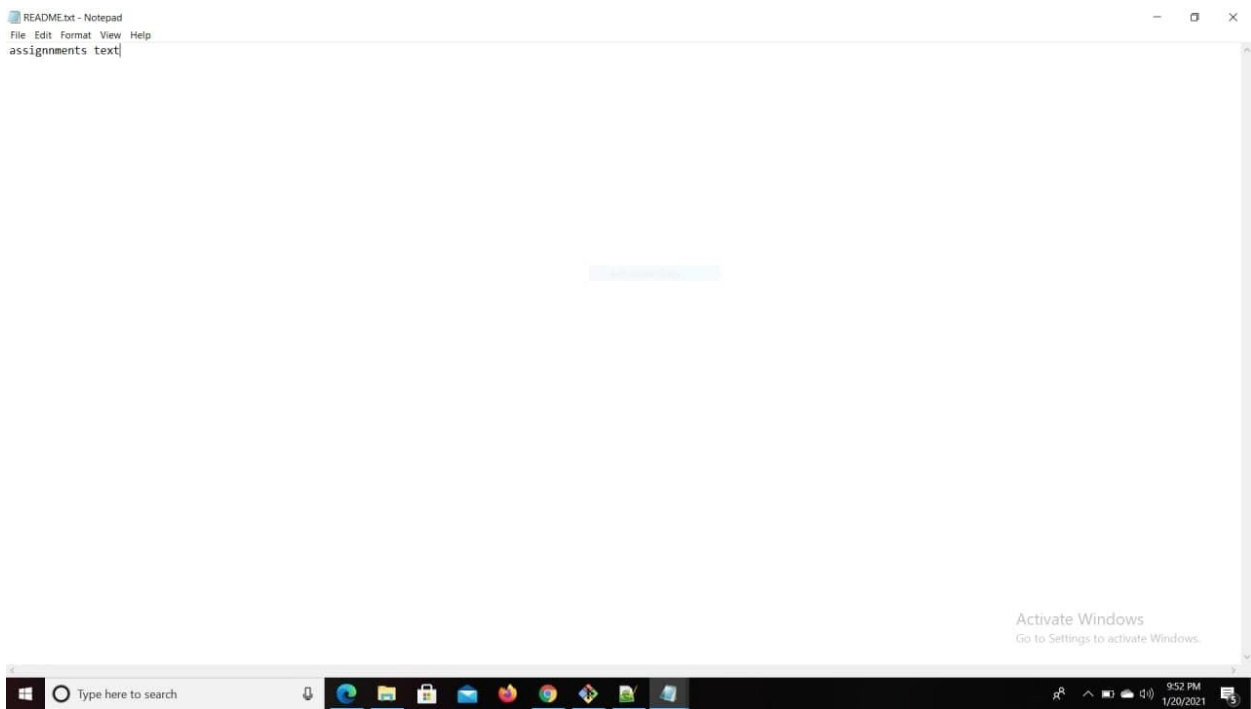 README.txt - Notepad
File Edit Format View Help
assignnments text
Activate Windows
Go to Settings to activate Windows.
Type here to search
9:52 PM
1/20/2021
5